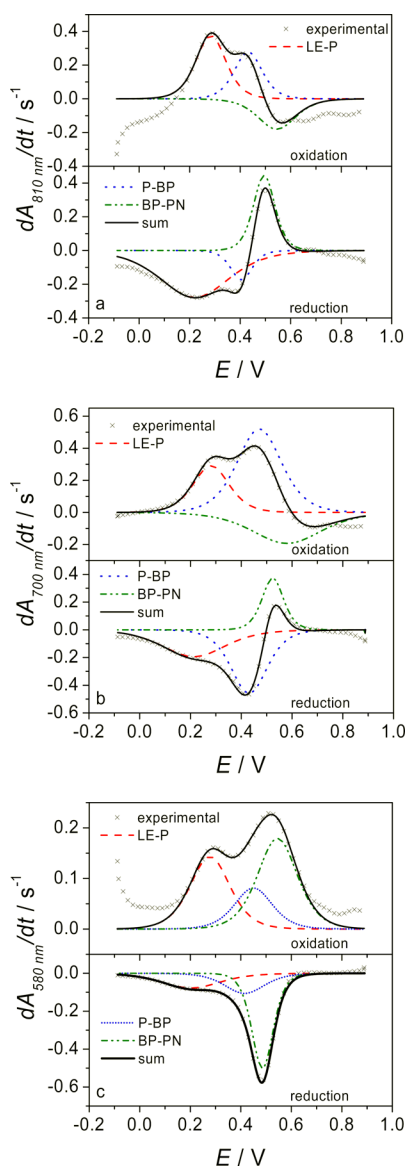 dA810 nm/dt / s-1
0.4
0.2
0.0
-0.2
-0.4
experimental
LE-P
oxidation
0.4
0.2
0.0
-0.2
-0.4
P-BP
BP-PN
sum
a
reduction
-0.2 0.0 0.2 0.4 0.6 0.8 1.0
E / V
dA700 nm/dt / s-1
0.6
0.4
0.2
0.0
-0.2
experimental
LE-P
oxidation
0.4
0.2
0.0
-0.2
-0.4
-0.6
P-BP
BP-PN
sum
b
reduction
-0.2 0.0 0.2 0.4 0.6 0.8 1.0
E / V
dA580 nm/dt / s-1
0.2
0.1
0.0
experimental
LE-P
oxidation
0.0
-0.2
-0.4
-0.6
P-BP
BP-PN
sum
c
reduction
-0.2 0.0 0.2 0.4 0.6 0.8 1.0
E / V